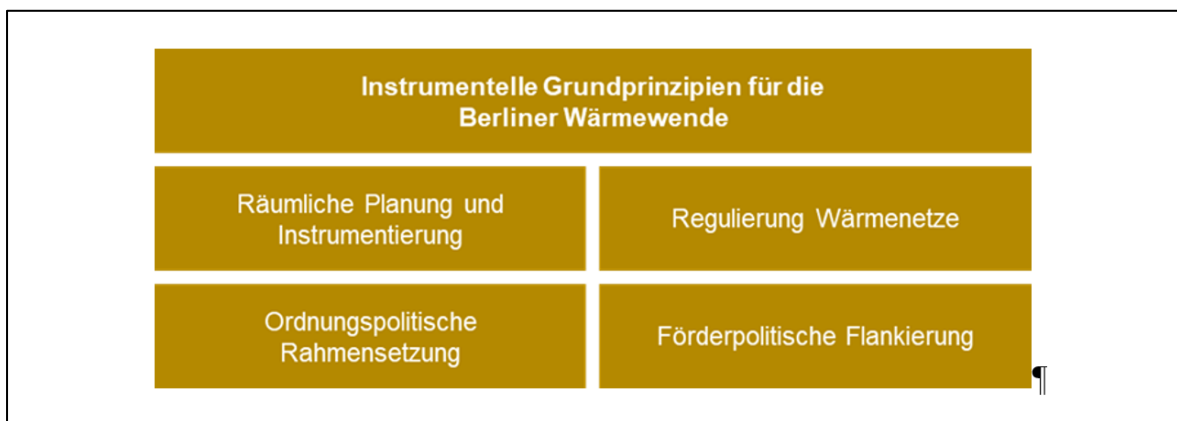 Instrumentelle Grundprinzipien für die
Berliner Wärmewende
Räumliche Planung und
Instrumentierung
Regulierung Wärmenetze
Ordnungspolitische
Rahmensetzung
Förderpolitische Flankierung
¶